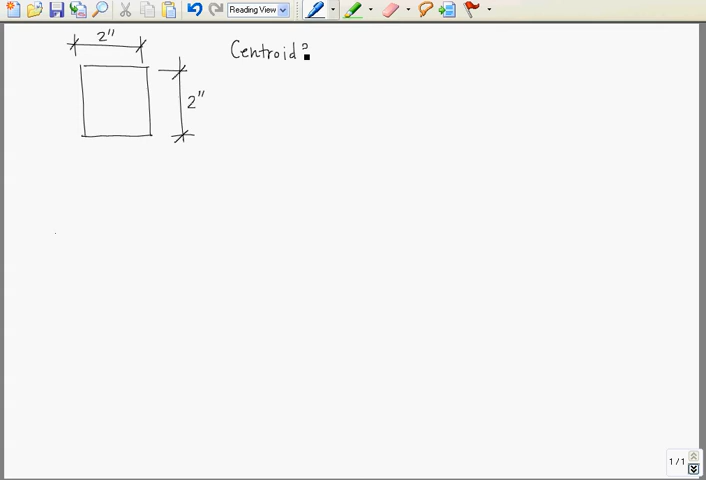 Reading View
2"
Centroid?
2"
1 / 1